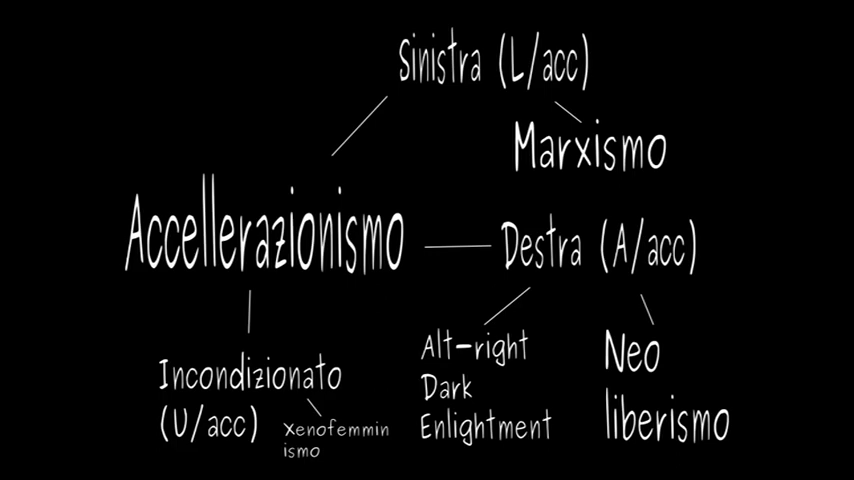 Sinistra (L/acc)
Marxismo
Accellerazionismo
Destra (A/acc)
Alt-right
Dark
Enlightment
Neo
liberismo
Incondizionato
(U/acc)
Xenofemmin
ismo